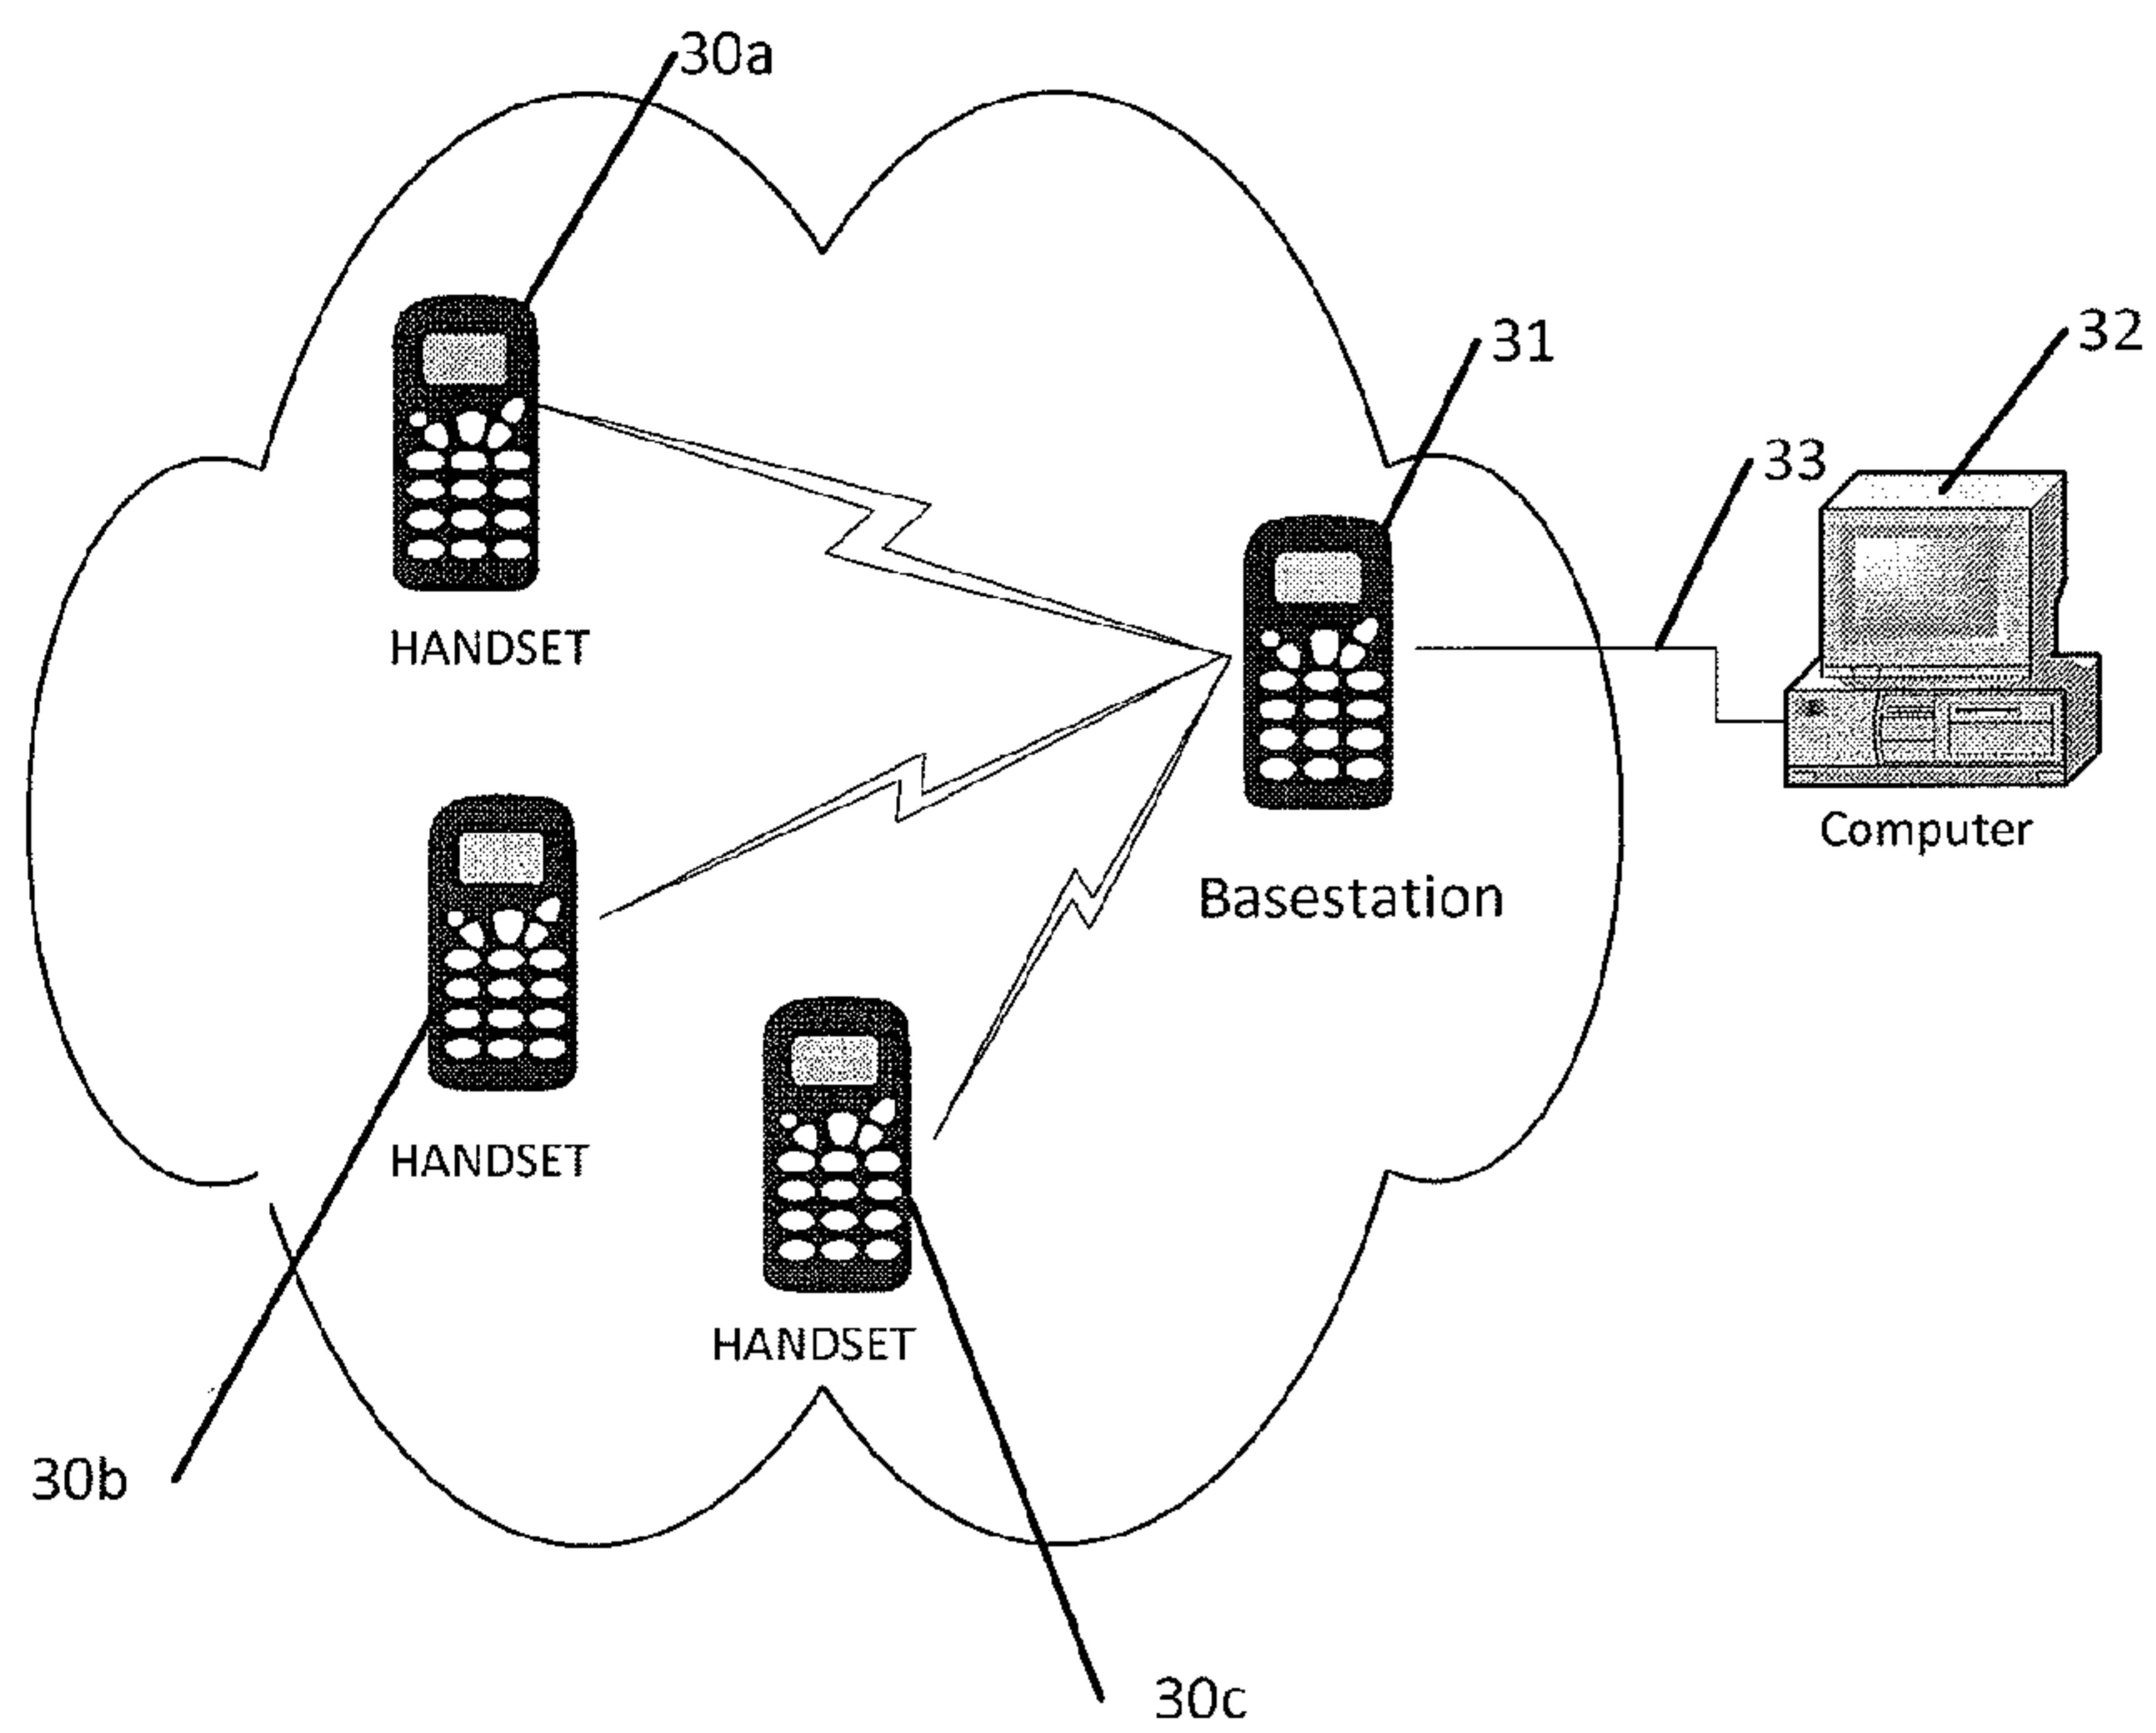 30a
31
32
33
HANDSET
Computer
Basestation
HANDSET
HANDSET
30b
30c